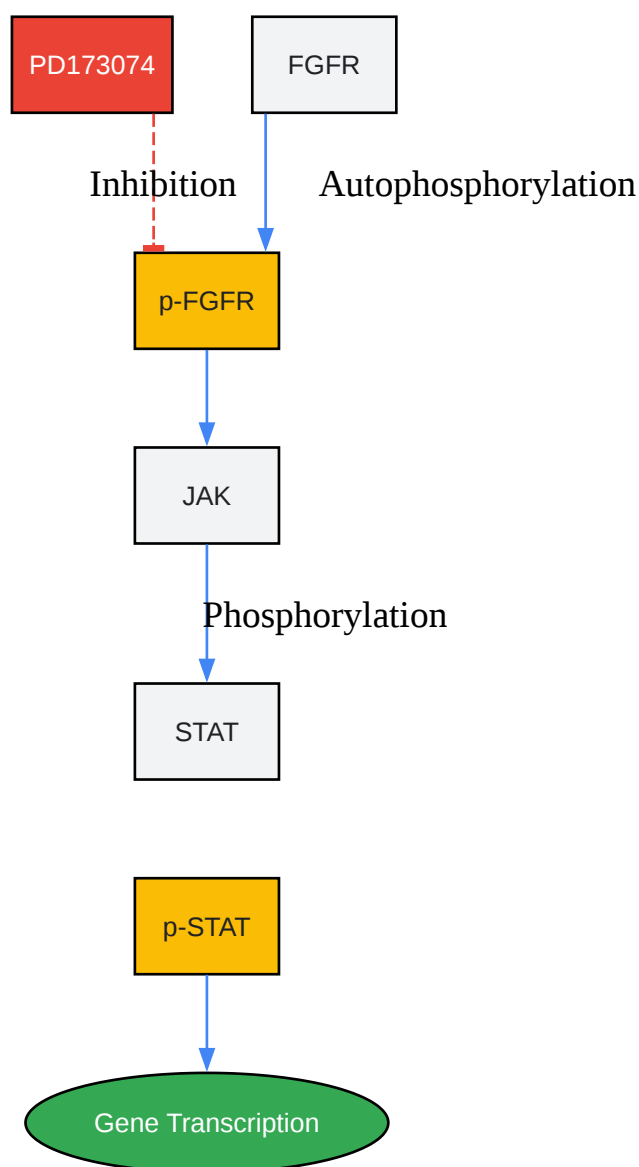 PD173074
FGFR
Inhibition
Autophosphorylation
p-FGFR
JAK
Phosphorylation
STAT
p-STAT
Gene Transcription